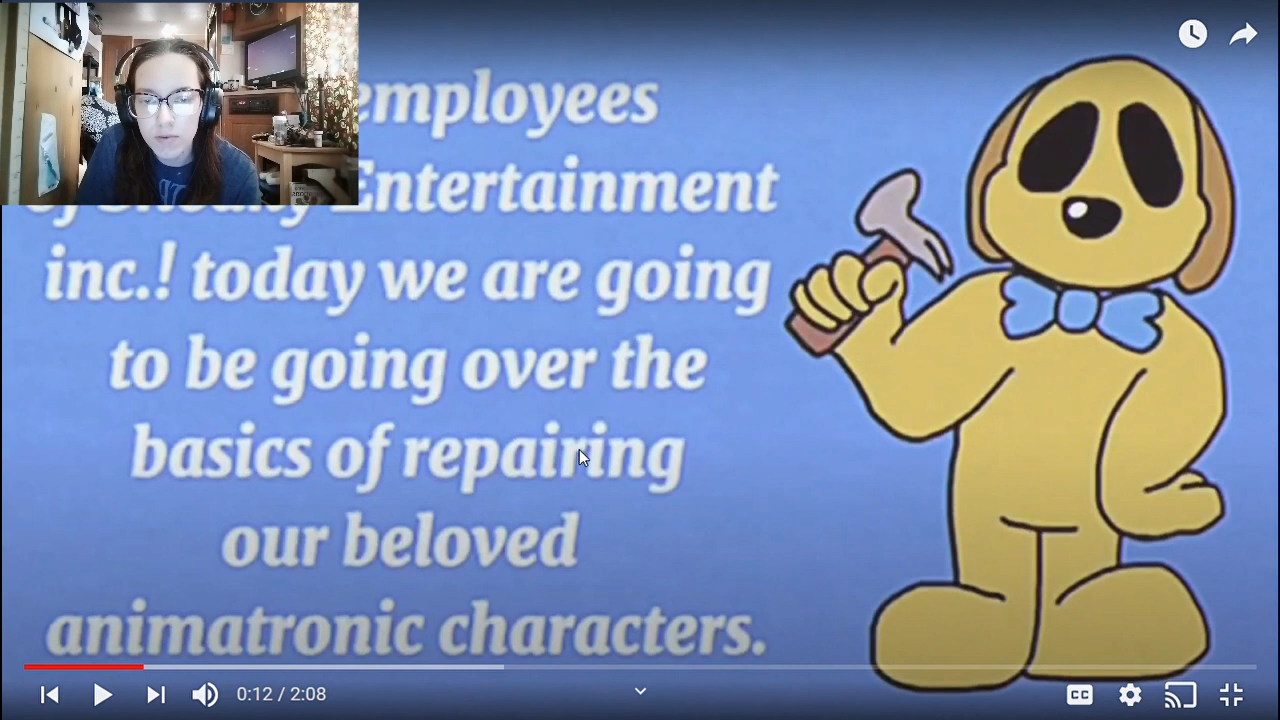 employees
Entertainment
inc.! today we are going
to be going over the
basics of repairing
our beloved
animatronic characters.
0:12 / 2:08
CC